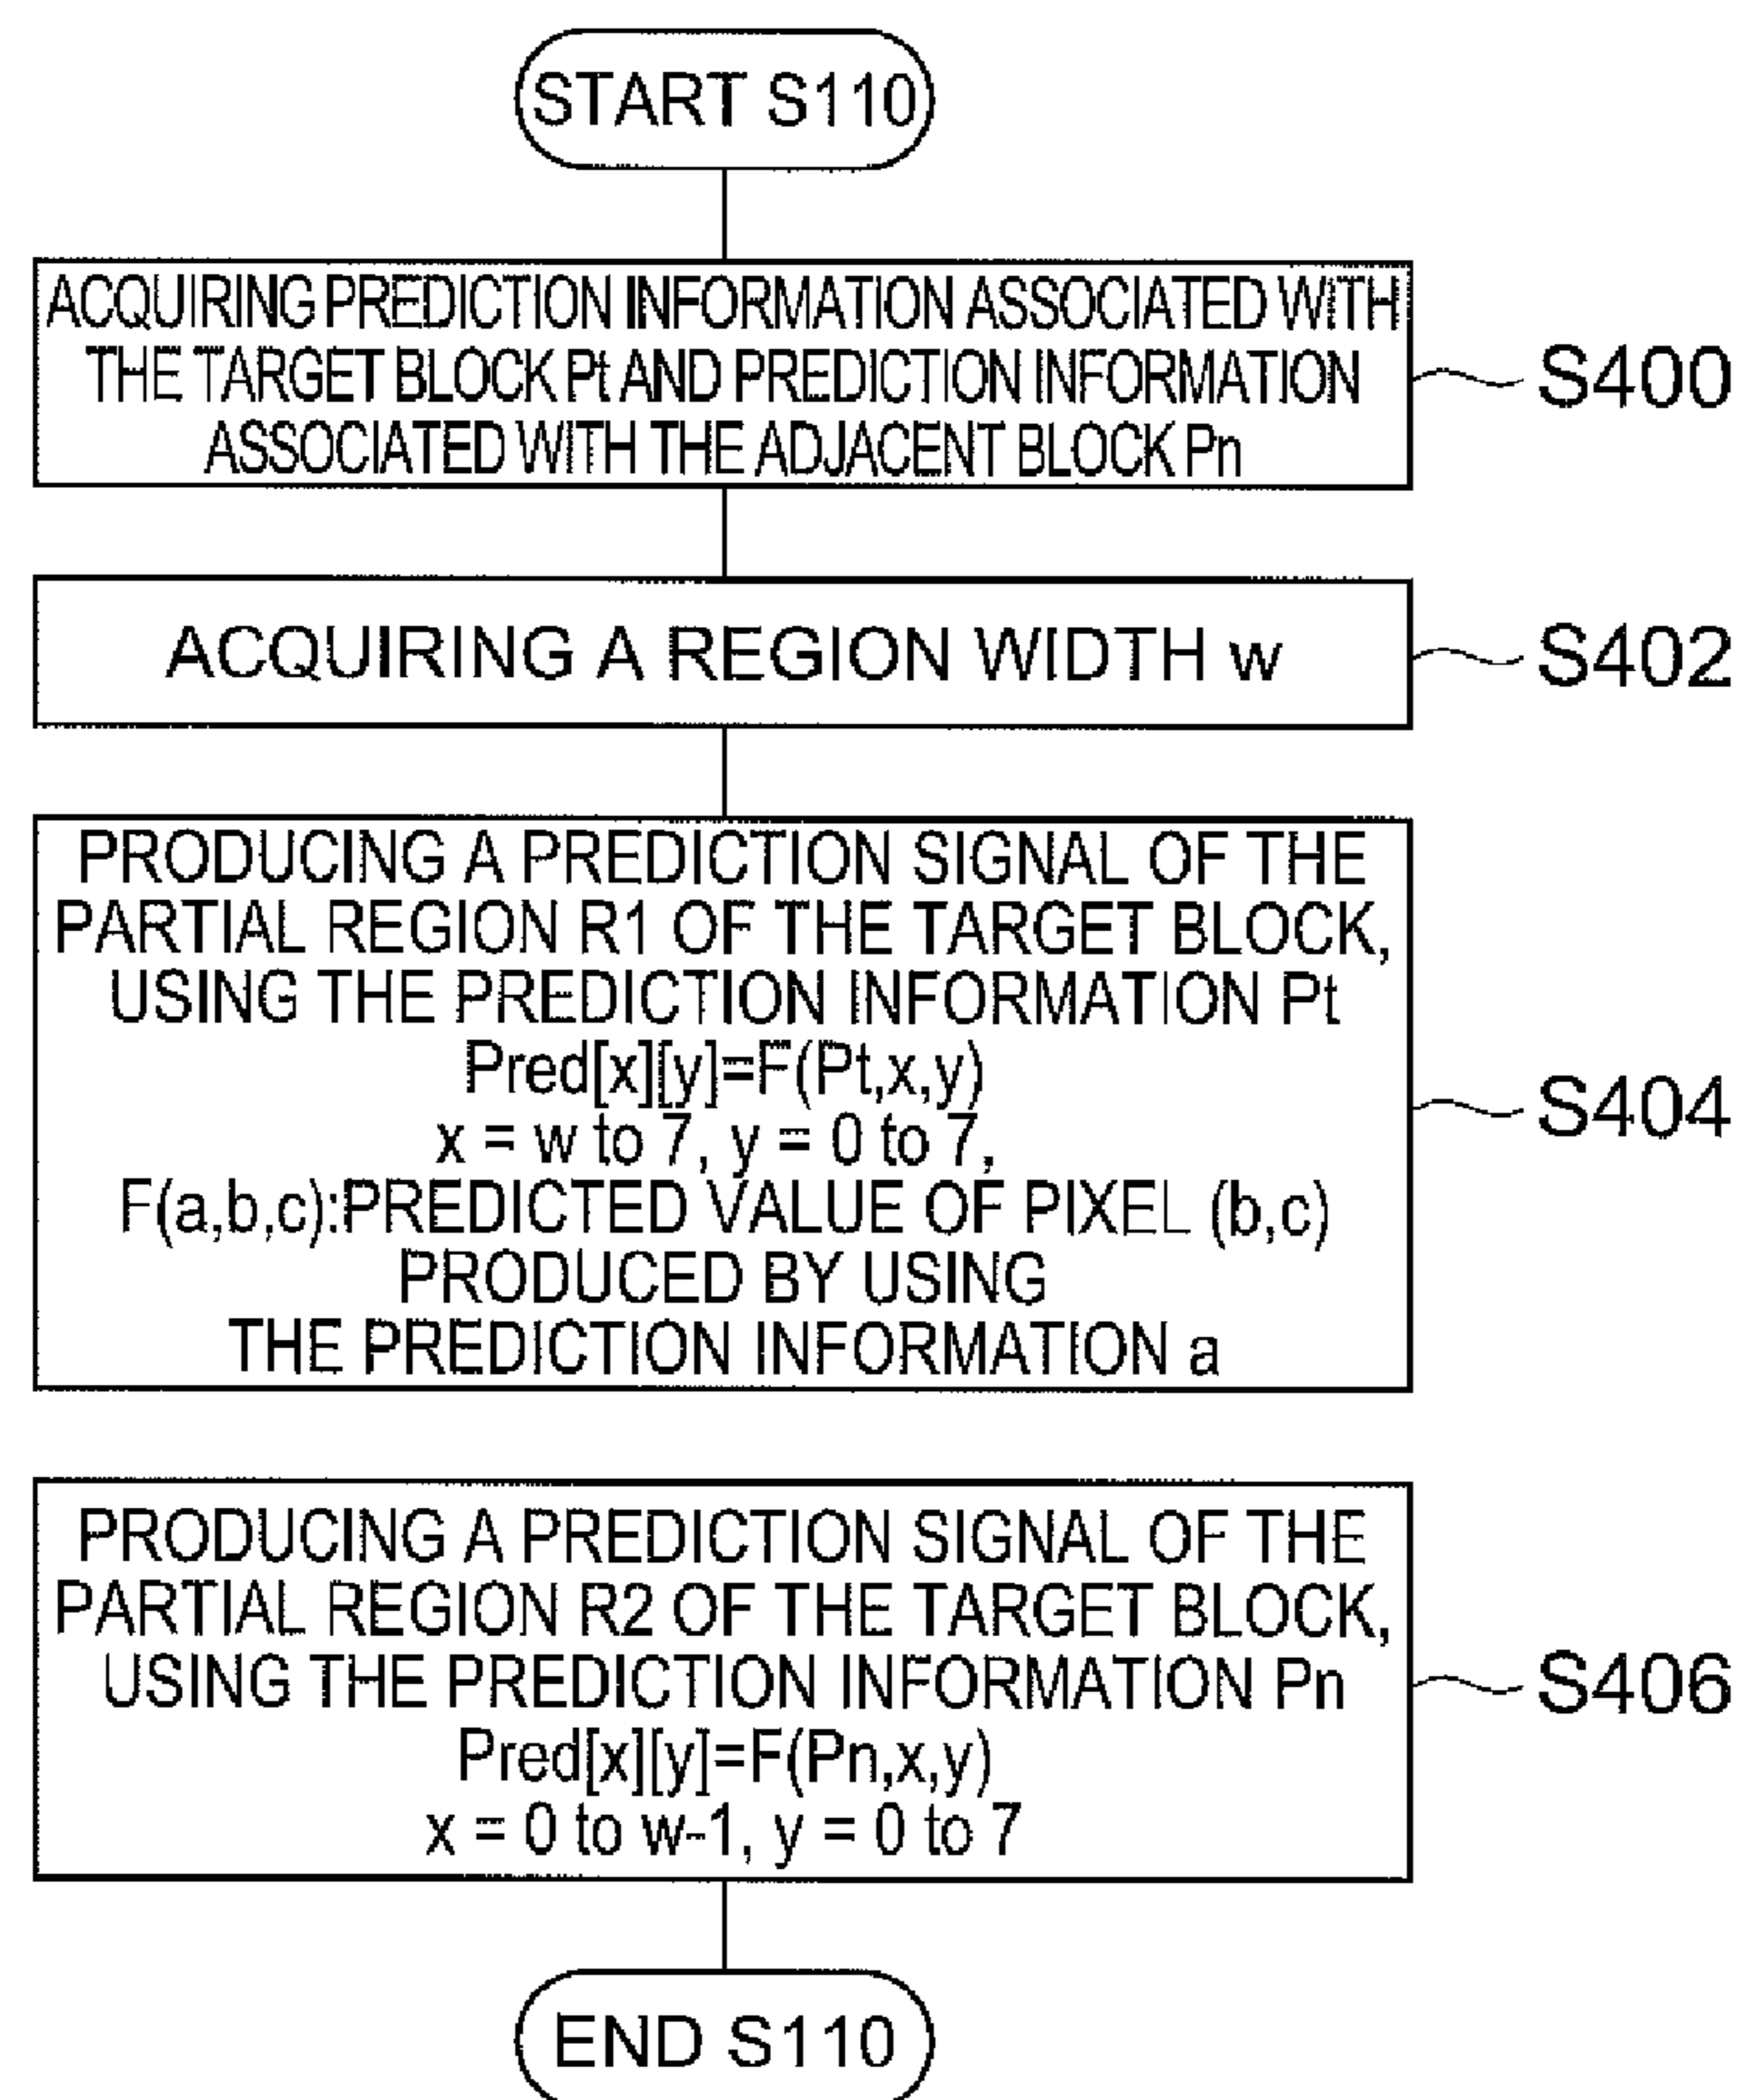 START S110
ACQUIRING PREDICTION INFORMATION ASSOCIATED WITH
THE TARGET BLOCK Pt AND PREDICTION INFORMATION
ASSOCIATED WITH THE ADJACENT BLOCK Pn
S400
ACQUIRING A REGION WIDTH w
S402
PRODUCING A PREDICTION SIGNAL OF THE
PARTIAL REGION R1 OF THE TARGET BLOCK,
USING THE PREDICTION INFORMATION Pt
Pred[x][y]=F(Pt,x,y)
x = w to 7, y = 0 to 7,
F(a,b,c):PREDICTED VALUE OF PIXEL (b,c)
PRODUCED BY USING
THE PREDICTION INFORMATION a
S404
PRODUCING A PREDICTION SIGNAL OF THE
PARTIAL REGION R2 OF THE TARGET BLOCK,
USING THE PREDICTION INFORMATION Pn
Pred[x][y]=F(Pn,x,y)
x = 0 to w-1, y = 0 to 7
S406
END S110